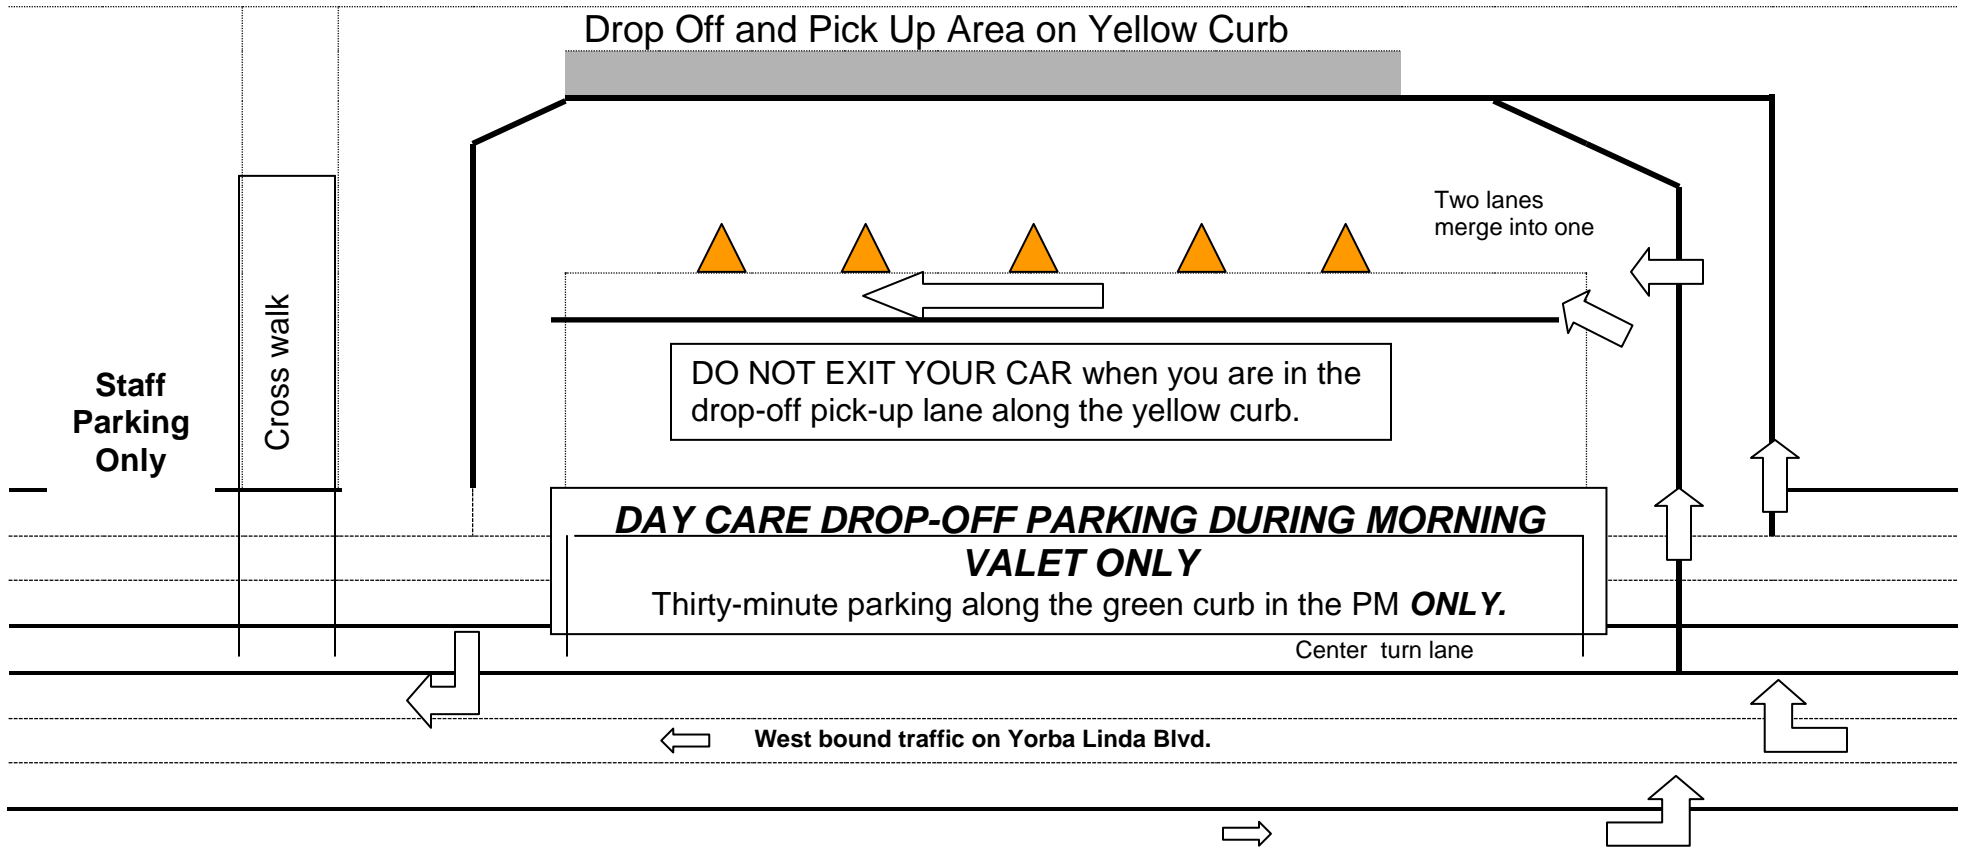 Drop Off and Pick Up Area on Yellow Curb
Two lanes
merge into one
Cross walk
Staff
Parking
Only
DO NOT EXIT YOUR CAR when you are in the
drop-off pick-up lane along the yellow curb.
DAY CARE DROP-OFF PARKING DURING MORNING
VALET ONLY
Thirty-minute parking along the green curb in the PM ONLY.
Center turn lane
West bound traffic on Yorba Linda Blvd.